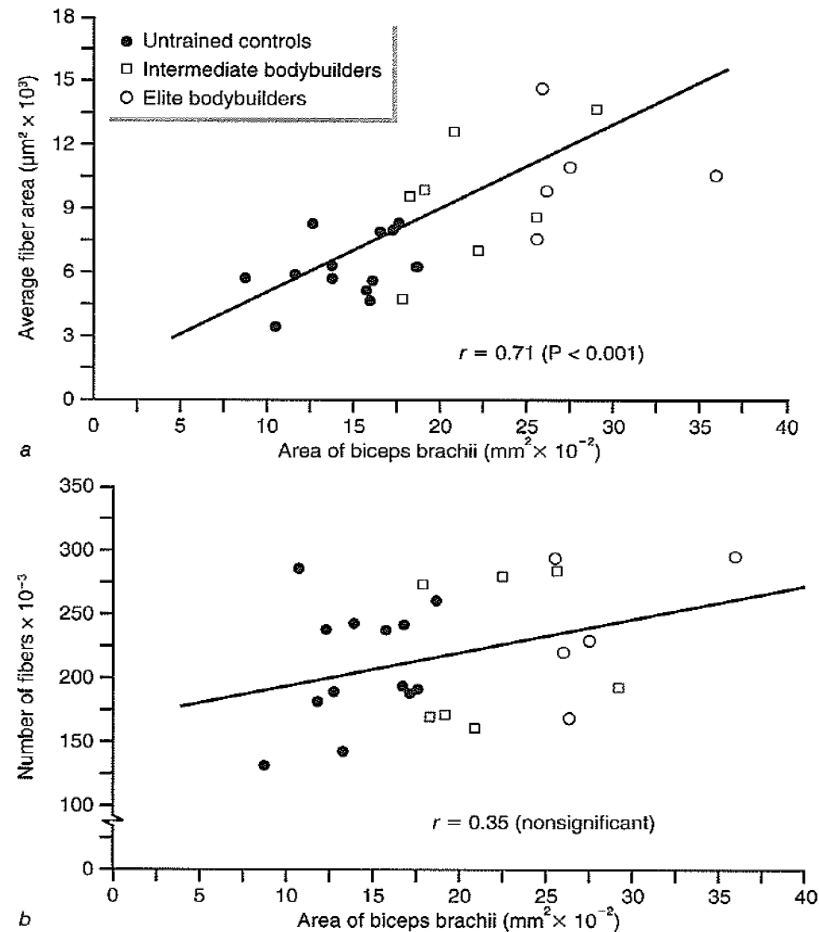 18
Untrained controls
Intermediate bodybuilders
Elite bodybuilders
15
12
9
6
3
0
Average fiber area (µm² × 10³)
r = 0.71 (P < 0.001)
0 5 10 15 20 25 30 35 40
a
Area of biceps brachii (mm² × 10⁻²)
350
300
250
200
150
100
0
Number of fibers × 10⁻³
r = 0.35 (nonsignificant)
0 5 10 15 20 25 30 35 40
b
Area of biceps brachii (mm² × 10⁻²)